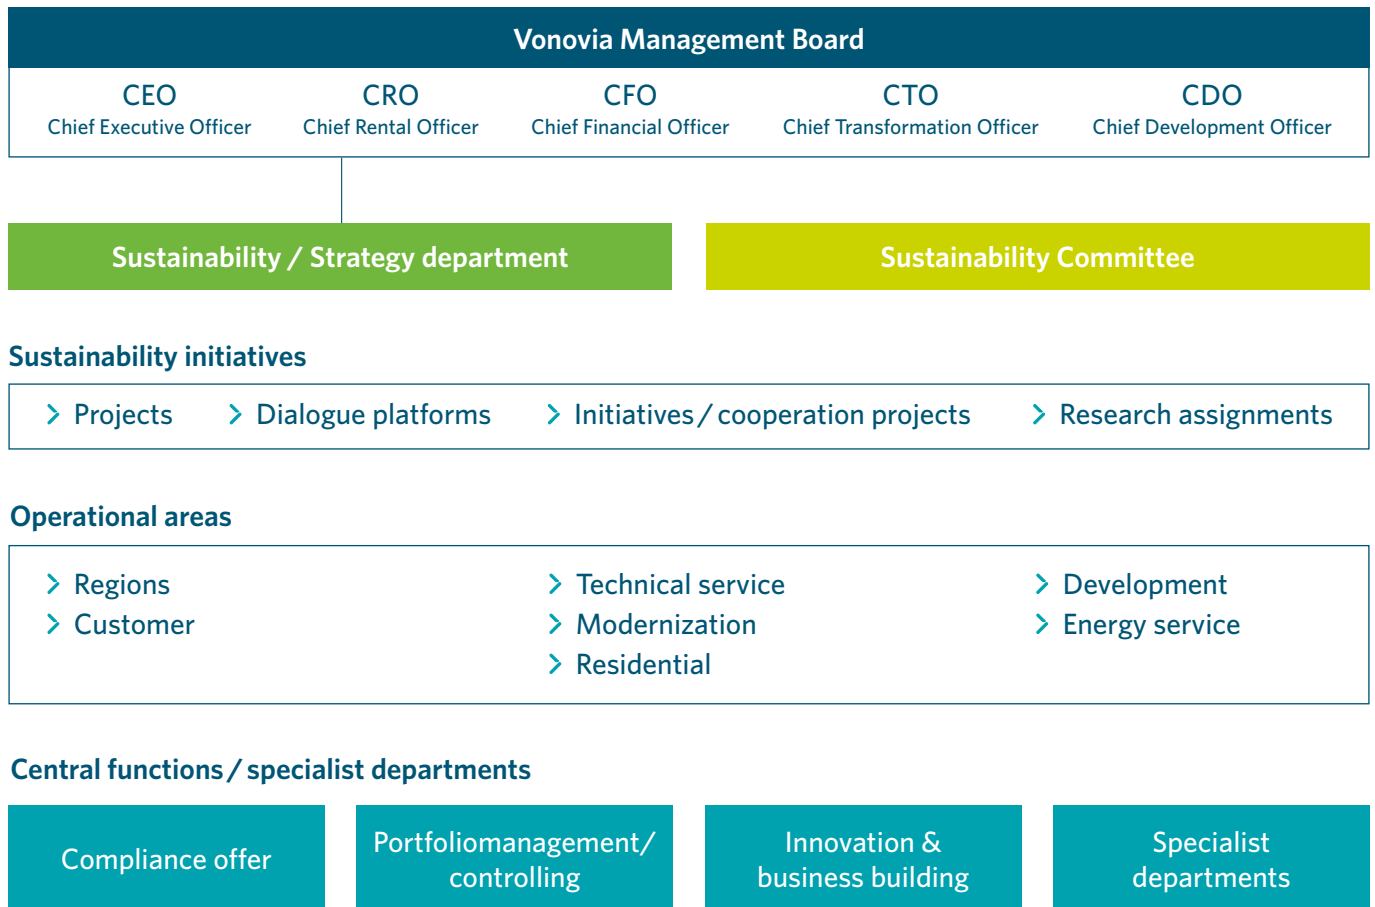 Vonovia Management Board
CEO
Chief Executive Officer
CRO
Chief Rental Officer
CFO
Chief Financial Officer
CTO
Chief Transformation Officer
CDO
Chief Development Officer
Sustainability / Strategy department
Sustainability Committee
Sustainability initiatives
> Projects
> Dialogue platforms
> Initiatives / cooperation projects
> Research assignments
Operational areas
> Regions
> Customer
> Technical service
> Modernization
> Residential
> Development
> Energy service
Central functions / specialist departments
Compliance offer
Portfoliomanagement/
controlling
Innovation &
business building
Specialist
departments